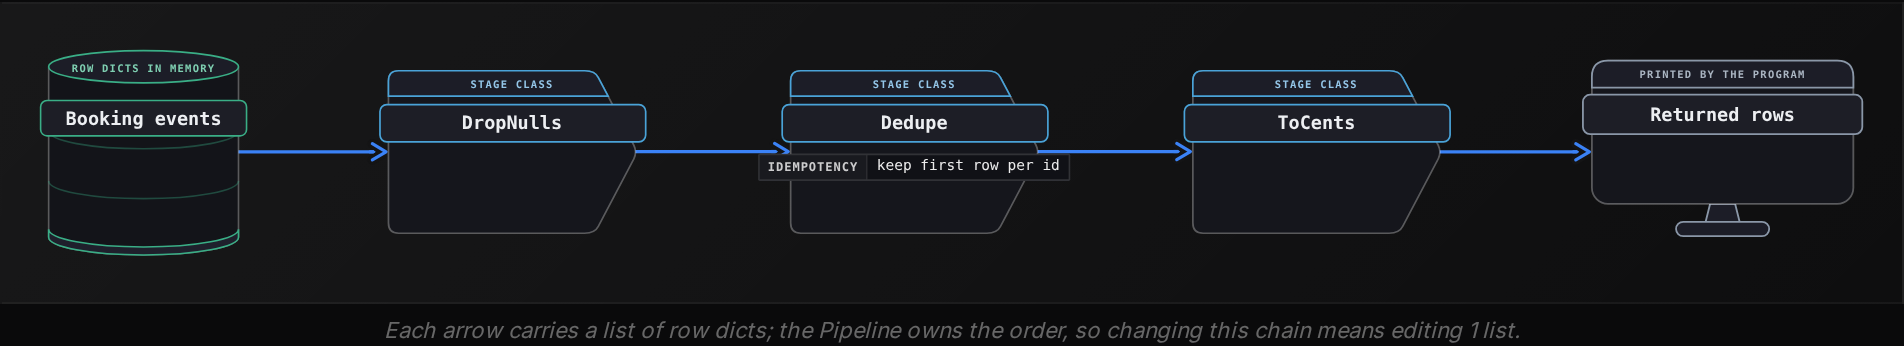 ROW DICTS IN MEMORY
Booking events
STAGE CLASS
DropNulls
STAGE CLASS
Dedupe
IDEMPOTENCY keep first row per id
STAGE CLASS
ToCents
PRINTED BY THE PROGRAM
Returned rows
Each arrow carries a list of row dicts; the Pipeline owns the order, so changing this chain means editing 1 list.